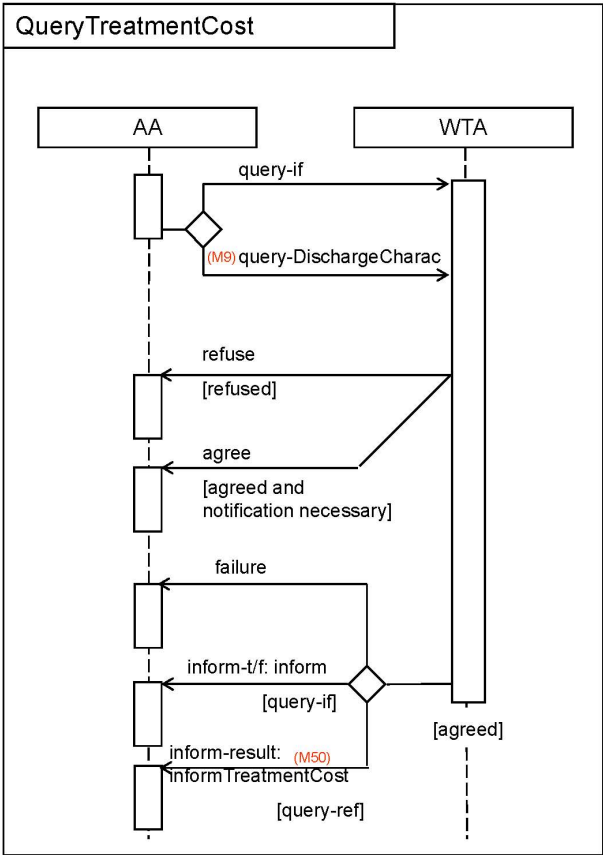 QueryTreatmentCost
AA
WTA
query-if
(M9) query-DischargeCharac
refuse
[refused]
agree
[agreed and
notification necessary]
failure
inform-t/f: inform
[query-if]
[agreed]
inform-result: (M50)
informTreatmentCost
[query-ref]